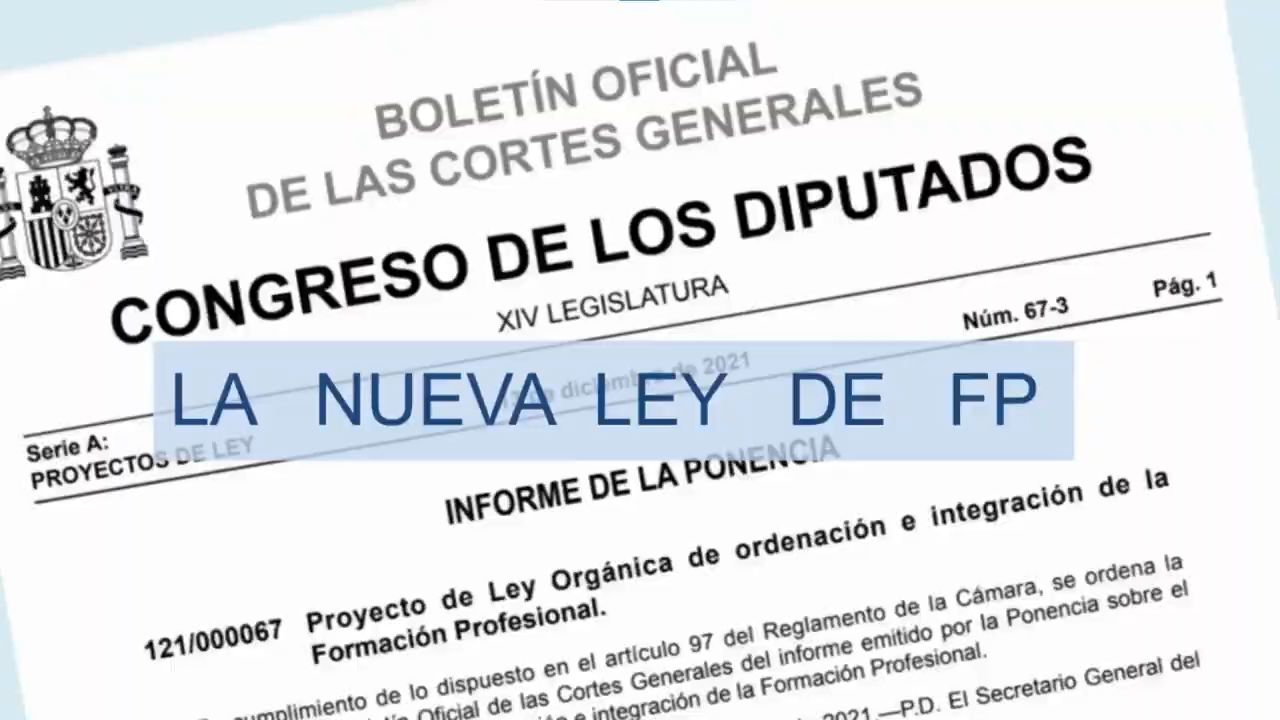 BOLETÍN OFICIAL
DE LAS CORTES GENERALES
CONGRESO DE LOS DIPUTADOS
XIV LEGISLATURA
Serie A:
PROYECTOS DE LEY
de diciembre de 2021
Núm. 67-3
Pág. 1
LA NUEVA LEY DE FP
INFORME DE LA PONENCIA
121/000067 Proyecto de Ley Orgánica de ordenación e integración de la
Formación Profesional.
cumplimiento de lo dispuesto en el artículo 97 del Reglamento de la Cámara, se ordena la
Oficial de las Cortes Generales del informe emitido por la Ponencia sobre el
e integración de la Formación Profesional.
2021.—P.D. El Secretario General del